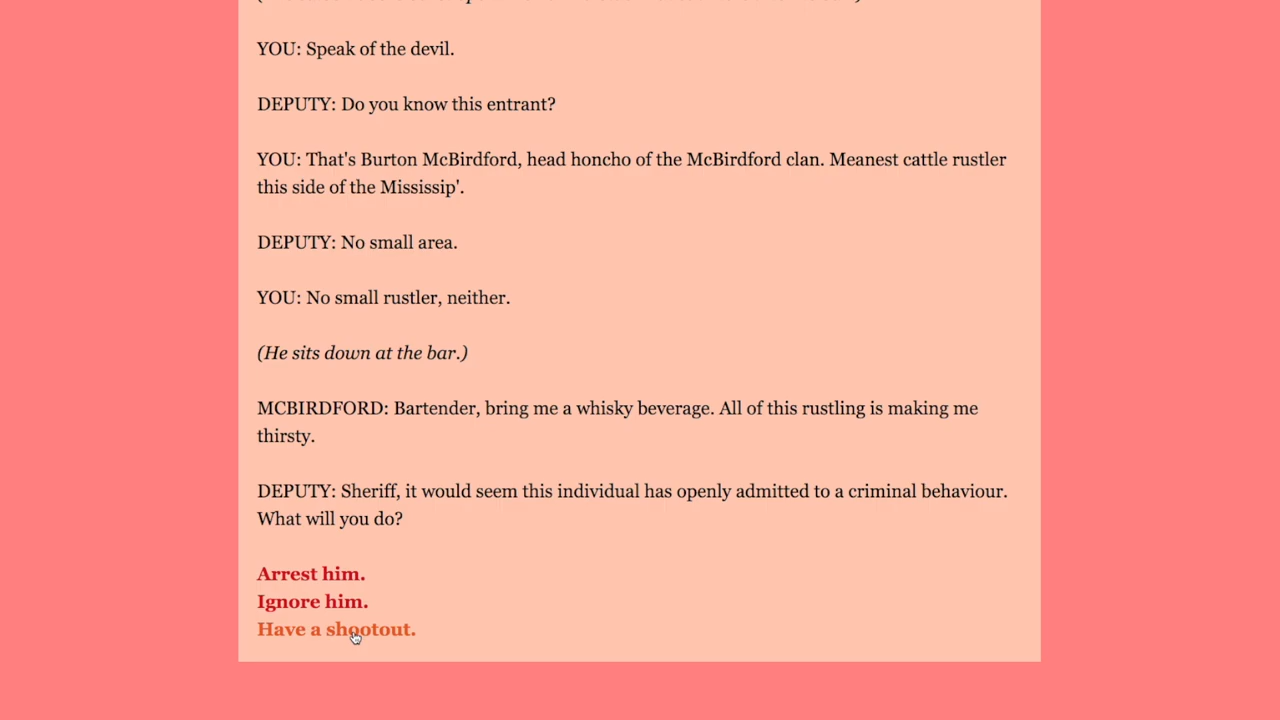 YOU: Speak of the devil.
DEPUTY: Do you know this entrant?
YOU: That's Burton McBirdford, head honcho of the McBirdford clan. Meanest cattle rustler
this side of the Mississip'.
DEPUTY: No small area.
YOU: No small rustler, neither.
(He sits down at the bar.)
MCBIRDFORD: Bartender, bring me a whisky beverage. All of this rustling is making me
thirsty.
DEPUTY: Sheriff, it would seem this individual has openly admitted to a criminal behaviour.
What will you do?
Arrest him.
Ignore him.
Have a shootout.